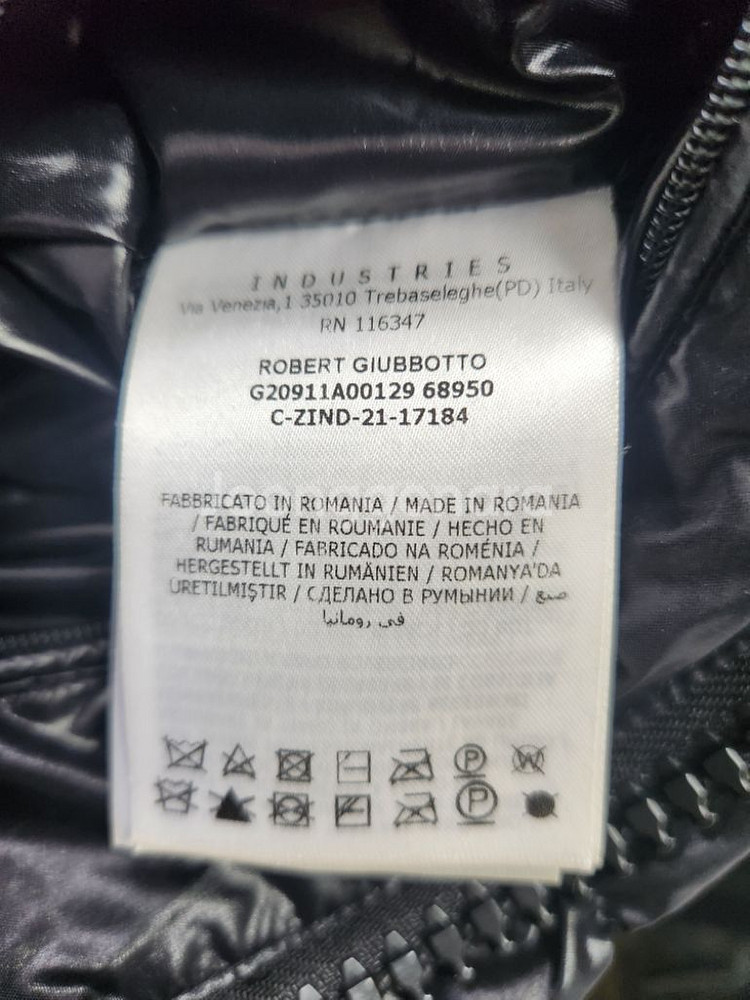 INDUSTRIES
Via Venezia,1 35010 Trebaseleghe(PD) Italy
RN 116347
ROBERT GIUBBOTTO
G20911A00129 68950
C-ZIND-21-17184
FABBRICATO IN ROMANIA / MADE IN ROMANIA
/ FABRIQUÉ EN ROUMANIE / HECHO EN
RUMANIA / FABRICADO NA ROMÉNIA /
HERGESTELLT IN RUMÄNIEN / ROMANYA'DA
URETILMIŞTIR / СДЕЛАНО В РУМЫНИИ / صنع
في رومانيا
P W
P